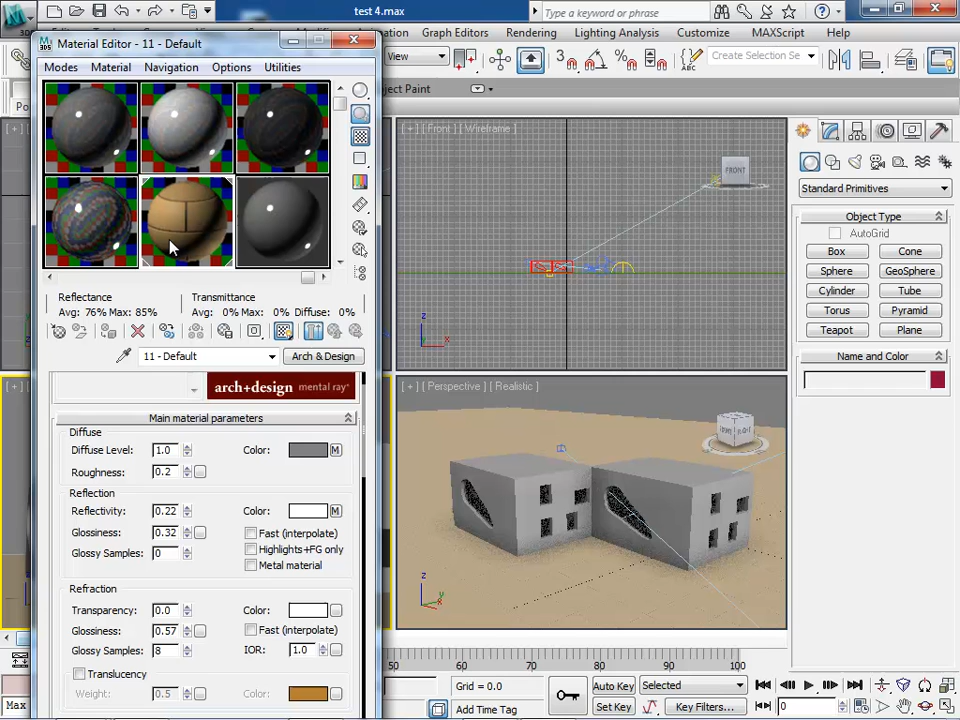 test 4.max
Type a keyword or phrase
Material Editor - 11 - Default
Graph Editors Rendering Lighting Analysis Customize MAXScript Help
Modes Material Navigation Options Utilities
View
Create Selection Se
Object Paint
[+] [Front] [Wireframe]
FRONT
Standard Primitives
Object Type
AutoGrid
Box Cone
Sphere GeoSphere
Cylinder Tube
Torus Pyramid
Teapot Plane
Name and Color
Reflectance Transmittance
Avg: 76% Max: 85% Avg: 0% Max: 0% Diffuse: 0%
11 - Default Arch & Design
arch+design mental ray
Main material parameters
Diffuse
Diffuse Level: 1.0 Color: M
Roughness: 0.2
Reflection
Reflectivity: 0.22 Color: M
Glossiness: 0.32 Fast (interpolate)
Glossy Samples: 0 Highlights+FG only
Metal material
Refraction
Transparency: 0.0 Color:
Glossiness: 0.57 Fast (interpolate)
Glossy Samples: 8 IOR: 1.0
Translucency
Weight: 0.5 Color:
[+] [Perspective] [Realistic]
z
x
z
y
50 55 60 65 70 75 80 85 90 95 100
Grid = 0.0
Add Time Tag
Auto Key Selected
Set Key Key Filters...
0
Max